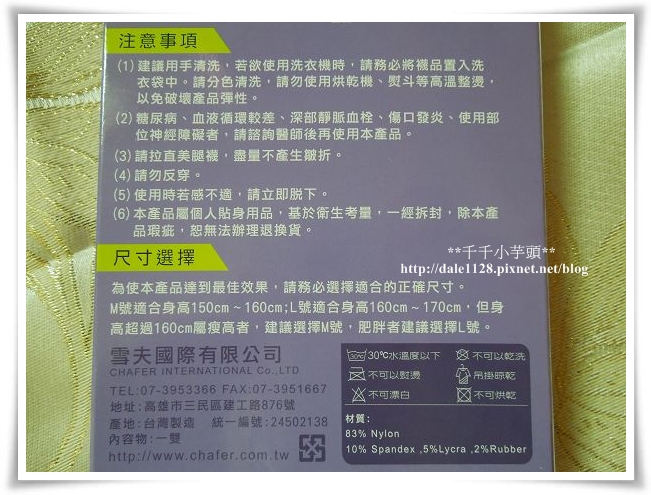 注意事項
(1) 建議用手清洗，若欲使用洗衣機時，請務必將襪品置入洗
衣袋中。請分色清洗，請勿使用烘乾機、熨斗等高溫整燙，
以免破壞產品彈性。
(2) 糖尿病、血液循環較差、深部靜脈血栓、傷口發炎、使用部
位神經障礙者，請諮詢醫師後再使用本產品。
(3) 請拉直美腿襪，盡量不產生皺折。
(4) 請勿反穿。
(5) 使用時若感不適，請立即脫下。
(6) 本產品屬個人貼身用品，基於衛生考量，一經拆封，除本產
品瑕疵，恕無法辦理退換貨。
**千千小芋頭**
http://dale1128.pixnet.net/blog
尺寸選擇
為使本產品達到最佳效果，請務必選擇適合的正確尺寸。
M號適合身高150cm～160cm;L號適合身高160cm～170cm，但身
高超過160cm屬瘦高者，建議選擇M號，肥胖者建議選擇L號。
雪夫國際有限公司
CHAFER INTERNATIONAL Co.,LTD
TEL:07-3953366 FAX:07-3951667
地址:高雄市三民區建工路876號
產地:台灣製造 統一編號:24502138
內容物:一雙
http://www.chafer.com.tw
30℃水溫度以下 不可以乾洗
不可以熨燙 吊掛晾乾
不可漂白 不可烘乾
材質:
83% Nylon
10% Spandex ,5%Lycra ,2%Rubber